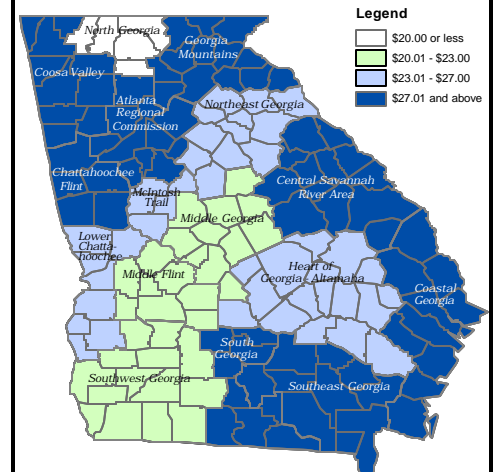 Legend
$20.00 or less
$20.01 - $23.00
$23.01 - $27.00
$27.01 and above
North Georgia
Georgia
Mountains
Coosa Valley
Atlanta
Regional
Commission
Northeast Georgia
Chattahoochee
Flint
McIntosh
Trail
Central Savannah
River Area
Middle Georgia
Lower
Chatta-
hoochee
Middle Flint
Heart of
Georgia - Altamaha
Coastal
Georgia
South
Georgia
Southwest Georgia
Southeast Georgia